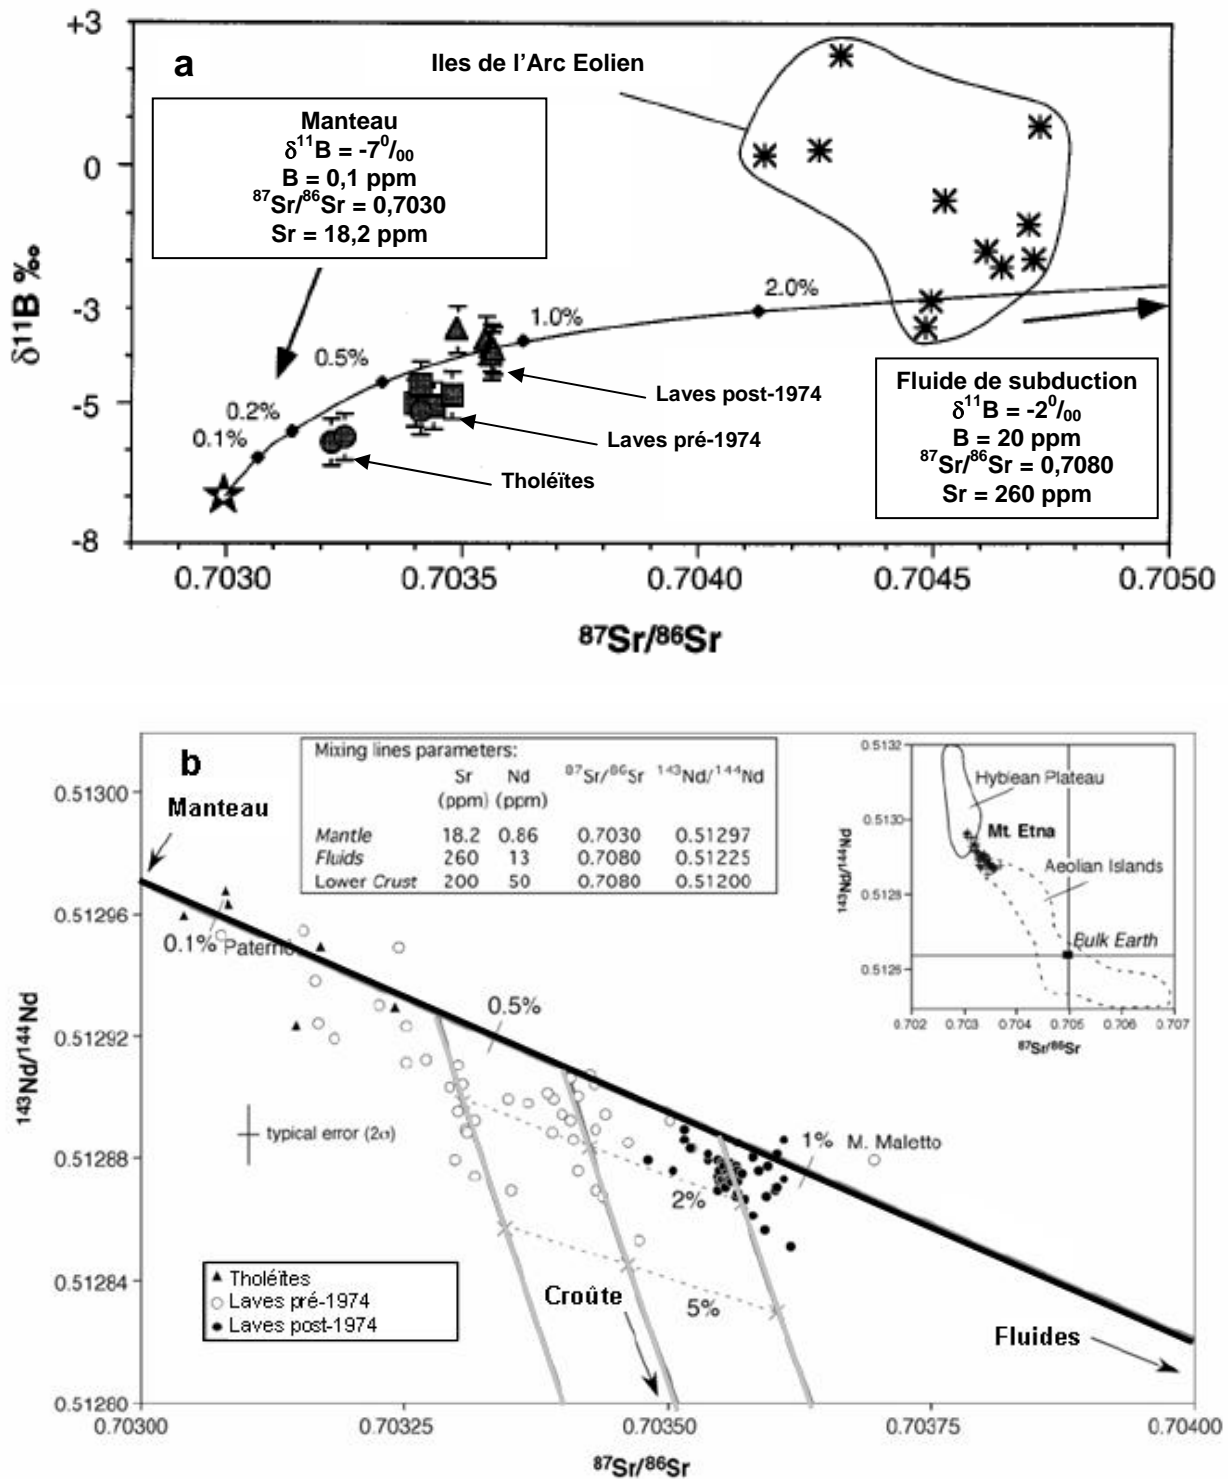 +3
a
Iles de l'Arc Eolien
Manteau
δ11B = -70/00
B = 0,1 ppm
87Sr/86Sr = 0,7030
Sr = 18,2 ppm
0
δ11B ‰
-3
2.0%
1.0%
0.5%
0.2%
0.1%
-5
Laves post-1974
Laves pré-1974
Tholéïtes
Fluide de subduction
δ11B = -20/00
B = 20 ppm
87Sr/86Sr = 0,7080
Sr = 260 ppm
-8
0.7030 0.7035 0.7040 0.7045 0.7050
87Sr/86Sr
b
Mixing lines parameters:
Sr Nd 87Sr/86Sr 143Nd/144Nd
(ppm) (ppm)
Mantle 18.2 0.86 0.7030 0.51297
Fluids 260 13 0.7080 0.51225
Lower Crust 200 50 0.7080 0.51200
0.5132
0.5130
0.5128
0.5126
143Nd/144Nd
Hyblean Plateau
Mt. Etna
Aeolian Islands
Bulk Earth
0.702 0.703 0.704 0.705 0.706 0.707
87Sr/86Sr
0.51300
Manteau
0.51296
0.1% Paternò
0.5%
0.51292
143Nd/144Nd
typical error (2σ)
1% M. Maletto
0.51288
2%
0.51284
5%
Croûte
Fluides
Tholéïtes
Laves pré-1974
Laves post-1974
0.51280
0.70300 0.70325 0.70350 0.70375 0.70400
87Sr/86Sr